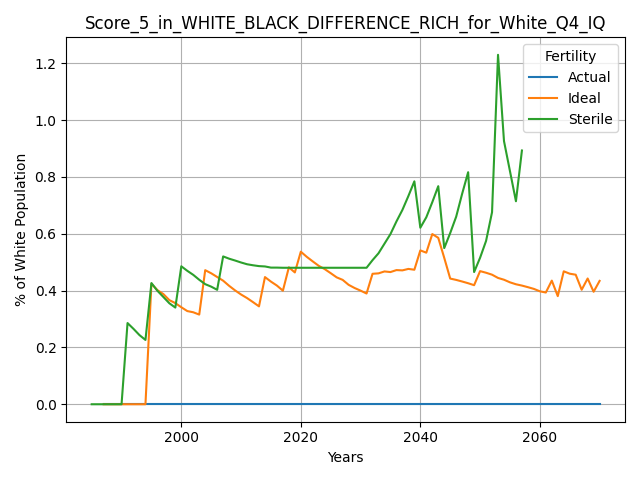 Score_5_in_WHITE_BLACK_DIFFERENCE_RICH_for_White_Q4_IQ
Fertility
Actual
Ideal
Sterile
% of White Population
1.2
1.0
0.8
0.6
0.4
0.2
0.0
2000 2020 2040 2060
Years